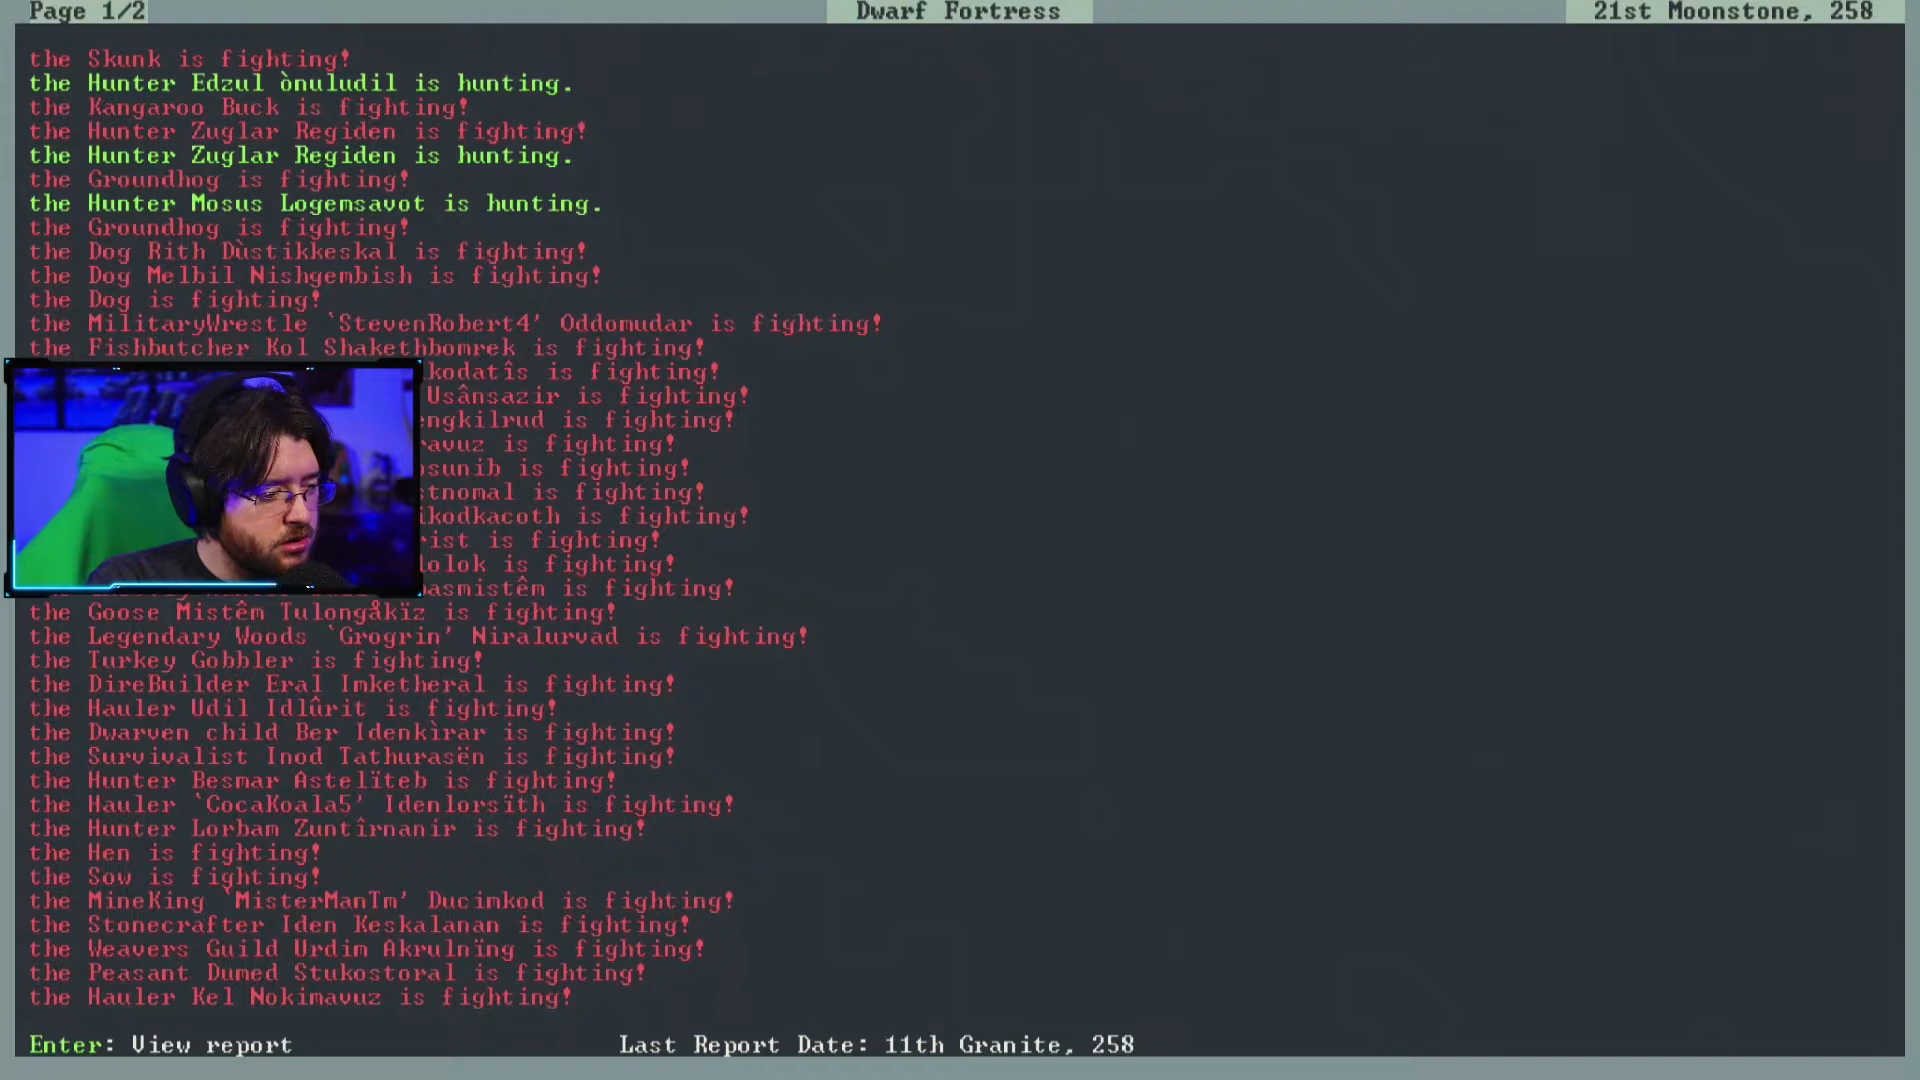 Page 1/2 Dwarf Fortress 21st Moonstone, 258
the Skunk is fighting!
the Hunter Edzul ònuludil is hunting.
the Kangaroo Buck is fighting!
the Hunter Zuglar Regiden is fighting!
the Hunter Zuglar Regiden is hunting.
the Groundhog is fighting!
the Hunter Mosus Logemsavot is hunting.
the Groundhog is fighting!
the Dog Rith Dùstikkeskal is fighting!
the Dog Melbil Nishgembish is fighting!
the Dog is fighting!
the MilitaryWrestle `StevenRobert4' Oddomudar is fighting!
the Fishbutcher Kol Shakethbomrek is fighting!
kodatîs is fighting!
Usânsazir is fighting!
engkilrud is fighting!
ravuz is fighting!
osunib is fighting!
stnomal is fighting!
ikodkacoth is fighting!
rist is fighting!
lolok is fighting!
asmistêm is fighting!
the Goose Mistêm Tulongåkïz is fighting!
the Legendary Woods `Grogrin' Niralurvad is fighting!
the Turkey Gobbler is fighting!
the DireBuilder Eral Imketheral is fighting!
the Hauler Udil Idlûrit is fighting!
the Dwarven child Ber Idenkìrar is fighting!
the Survivalist Inod Tathurasën is fighting!
the Hunter Besmar Astelïteb is fighting!
the Hauler `CocaKoala5' Idenlorsïth is fighting!
the Hunter Lorbam Zuntîrnanir is fighting!
the Hen is fighting!
the Sow is fighting!
the MineKing `MisterManTm' Ducimkod is fighting!
the Stonecrafter Iden Keskalanan is fighting!
the Weavers Guild Urdim Akrulnïng is fighting!
the Peasant Dumed Stukostoral is fighting!
the Hauler Kel Nokimavuz is fighting!
Enter: View report Last Report Date: 11th Granite, 258